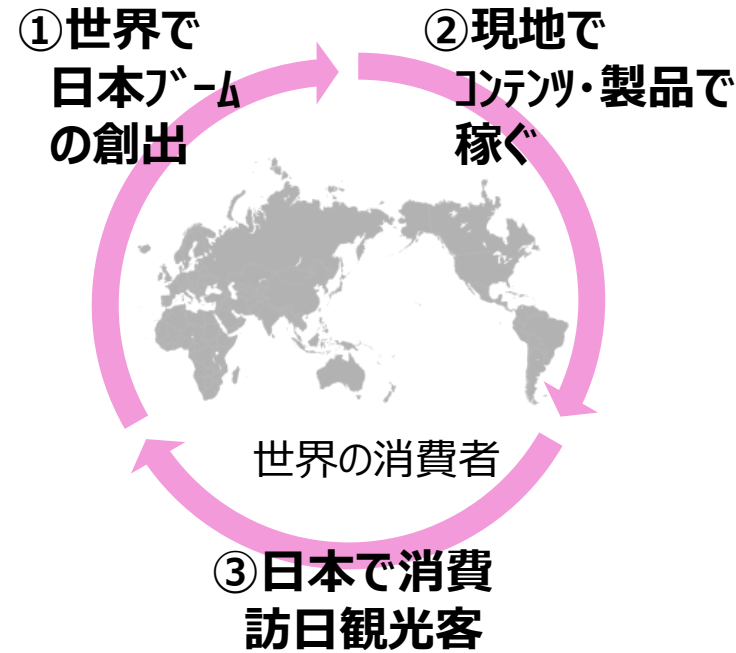 ①世界で
日本ﾌﾞｰﾑ
の創出
②現地で
ｺﾝﾃﾝﾂ・製品で
稼ぐ
世界の消費者
③日本で消費
訪日観光客